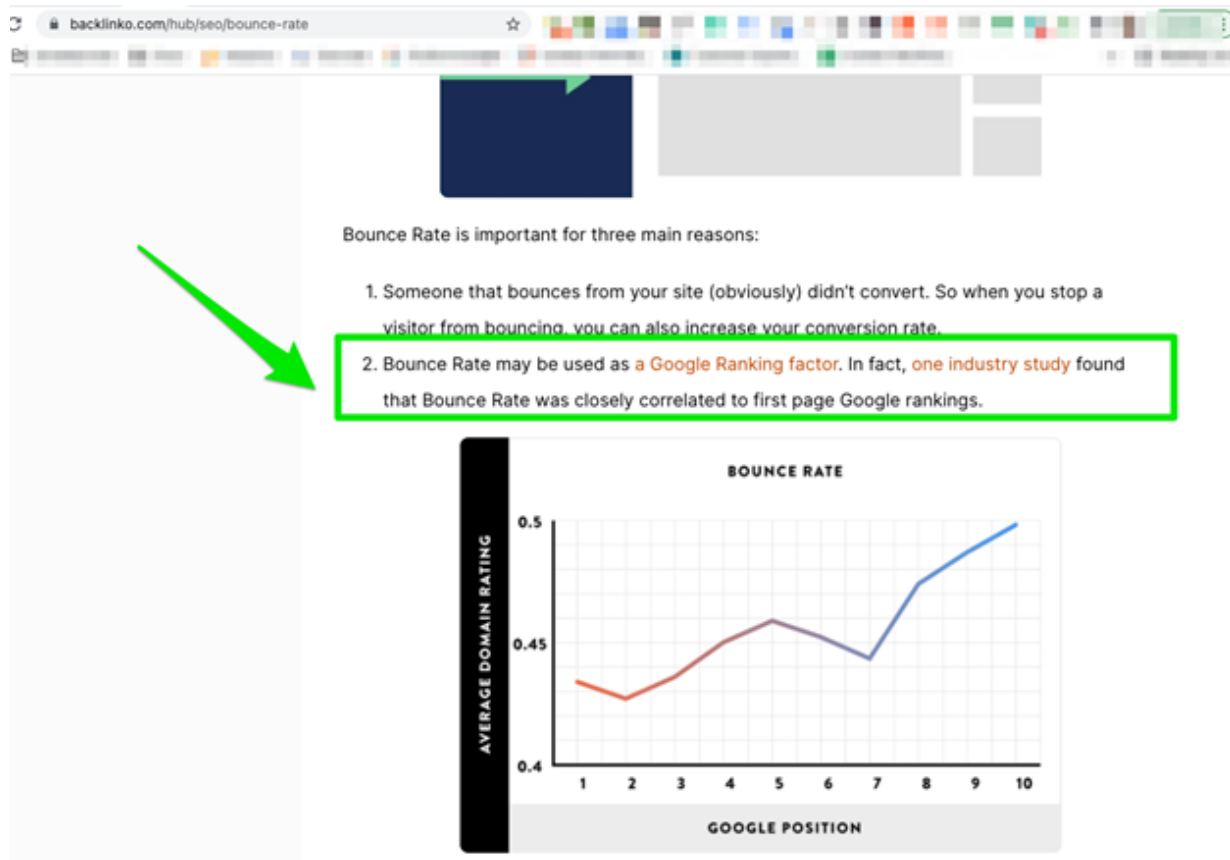 backlinko.com/hub/seo/bounce-rate
Bounce Rate is important for three main reasons:
1. Someone that bounces from your site (obviously) didn't convert. So when you stop a
visitor from bouncing, you can also increase your conversion rate.
2. Bounce Rate may be used as a Google Ranking factor. In fact, one industry study found
that Bounce Rate was closely correlated to first page Google rankings.
BOUNCE RATE
AVERAGE DOMAIN RATING
0.5
0.45
0.4
1 2 3 4 5 6 7 8 9 10
GOOGLE POSITION